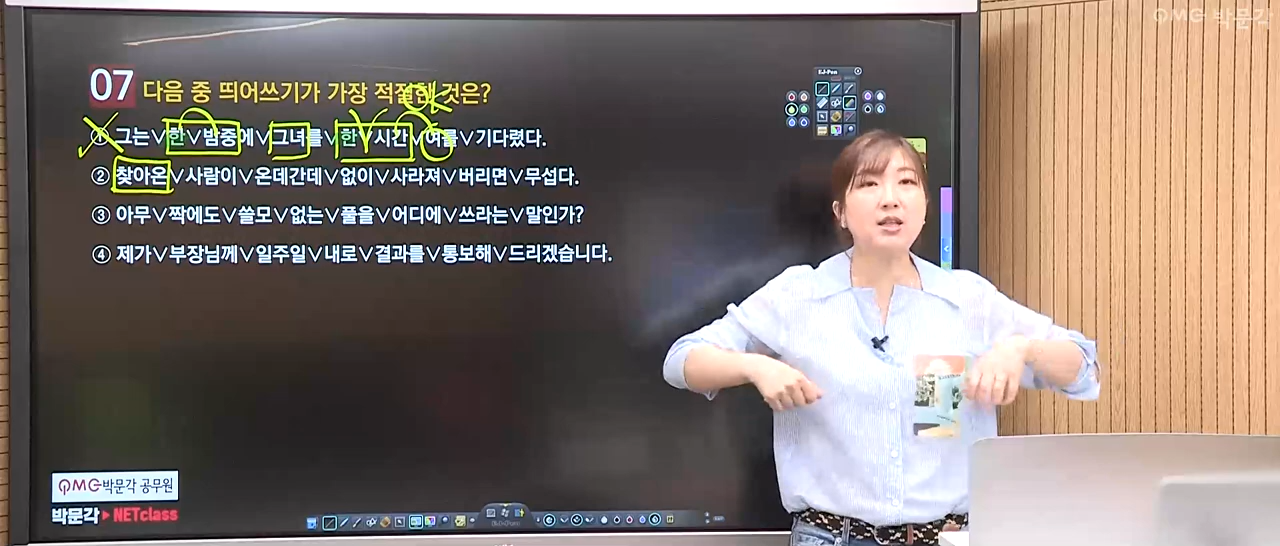 QMG 박문각
07 다음 중 띄어쓰기가 가장 적절한 것은?
OK
① 그는∨한∨밤중에∨그녀를∨한∨시간∨여를∨기다렸다.
② 찾아온∨사람이∨온데간데∨없이∨사라져∨버리면∨무섭다.
③ 아무∨짝에도∨쓸모∨없는∨풀을∨어디에∨쓰라는∨말인가?
④ 제가∨부장님께∨일주일∨내로∨결과를∨통보해∨드리겠습니다.
EJ-Pen
QMG박문각 공무원
박문각 ▶ NETclass